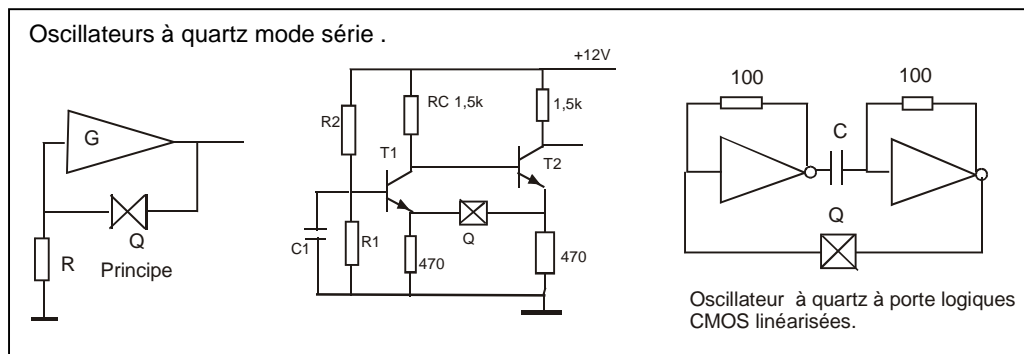 Oscillateurs à quartz mode série .
+12V
R2
RC 1,5k
1,5k
100
100
G
T1
T2
C
Q
R
Principe
C1
R1
470
Q
470
Q
Oscillateur à quartz à porte logiques
CMOS linéarisées.